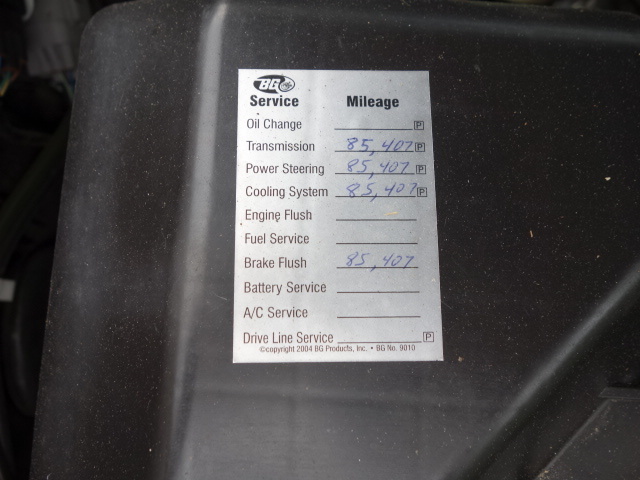 BG
Service Mileage
Oil Change P
Transmission 85,407 P
Power Steering 85,407 P
Cooling System 85,407 P
Engine Flush
Fuel Service
Brake Flush 85,407
Battery Service
A/C Service
Drive Line Service P
©copyright 2004 BG Products, Inc. • BG No. 9010